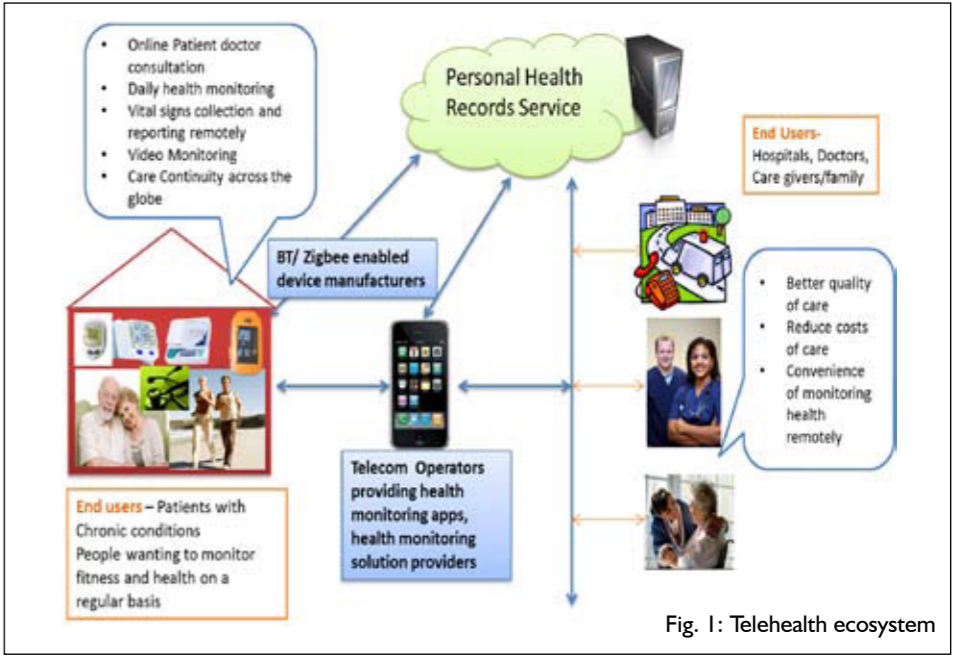 • Online Patient doctor
consultation
• Daily health monitoring
• Vital signs collection and
reporting remotely
• Video Monitoring
• Care Continuity across the
globe
Personal Health
Records Service
End Users-
Hospitals, Doctors,
Care givers/family
BT/ Zigbee enabled
device manufacturers
• Better quality
of care
• Reduce costs
of care
• Convenience
of monitoring
health
remotely
Telecom Operators
providing health
monitoring apps,
health monitoring
solution providers
End users – Patients with
Chronic conditions
People wanting to monitor
fitness and health on a
regular basis
Fig. 1: Telehealth ecosystem